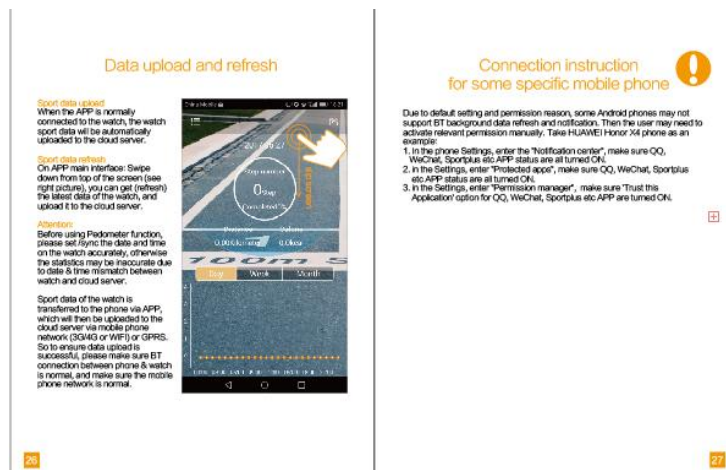 Data upload and refresh
Sport data upload
When the APP is normally
connected to the watch, the watch
sport data will be automatically
uploaded to the cloud server.
Sport data refresh
On APP main interface: Swipe
down from top of the screen (see
right picture), you can get (refresh)
the latest data of the watch, and
upload it to the cloud server.
Attention:
Before using Pedometer function,
please set /sync the date and time
on the watch accurately, otherwise
the statistics may be inaccurate due
to date & time mismatch between
watch and cloud server.
Sport data of the watch is
transferred to the phone via APP,
which will then be uploaded to the
cloud server via mobile phone
network (3G/4G or WIFI) or GPRS.
So to ensure data upload is
successful, please make sure BT
connection between phone & watch
is normal, and make sure the mobile
phone network is normal.
China Mobile
Step number
0 Step
0.00Kilometer
0.0kcal
100m S
Day Week Month
26
Connection instruction
for some specific mobile phone
Due to default setting and permission reason, some Android phones may not
support BT background data refresh and notification. Then the user may need to
activate relevant permission manually. Take HUAWEI Honor X4 phone as an
example:
1. in the phone Settings, enter the "Notification center", make sure QQ,
WeChat, Sportplus etc APP status are all turned ON.
2. in the Settings, enter "Protected apps", make sure QQ, WeChat, Sportplus
etc APP status are all turned ON.
3. in the Settings, enter "Permission manager", make sure 'Trust this
Application' option for QQ, WeChat, Sportplus etc APP are turned ON.
27